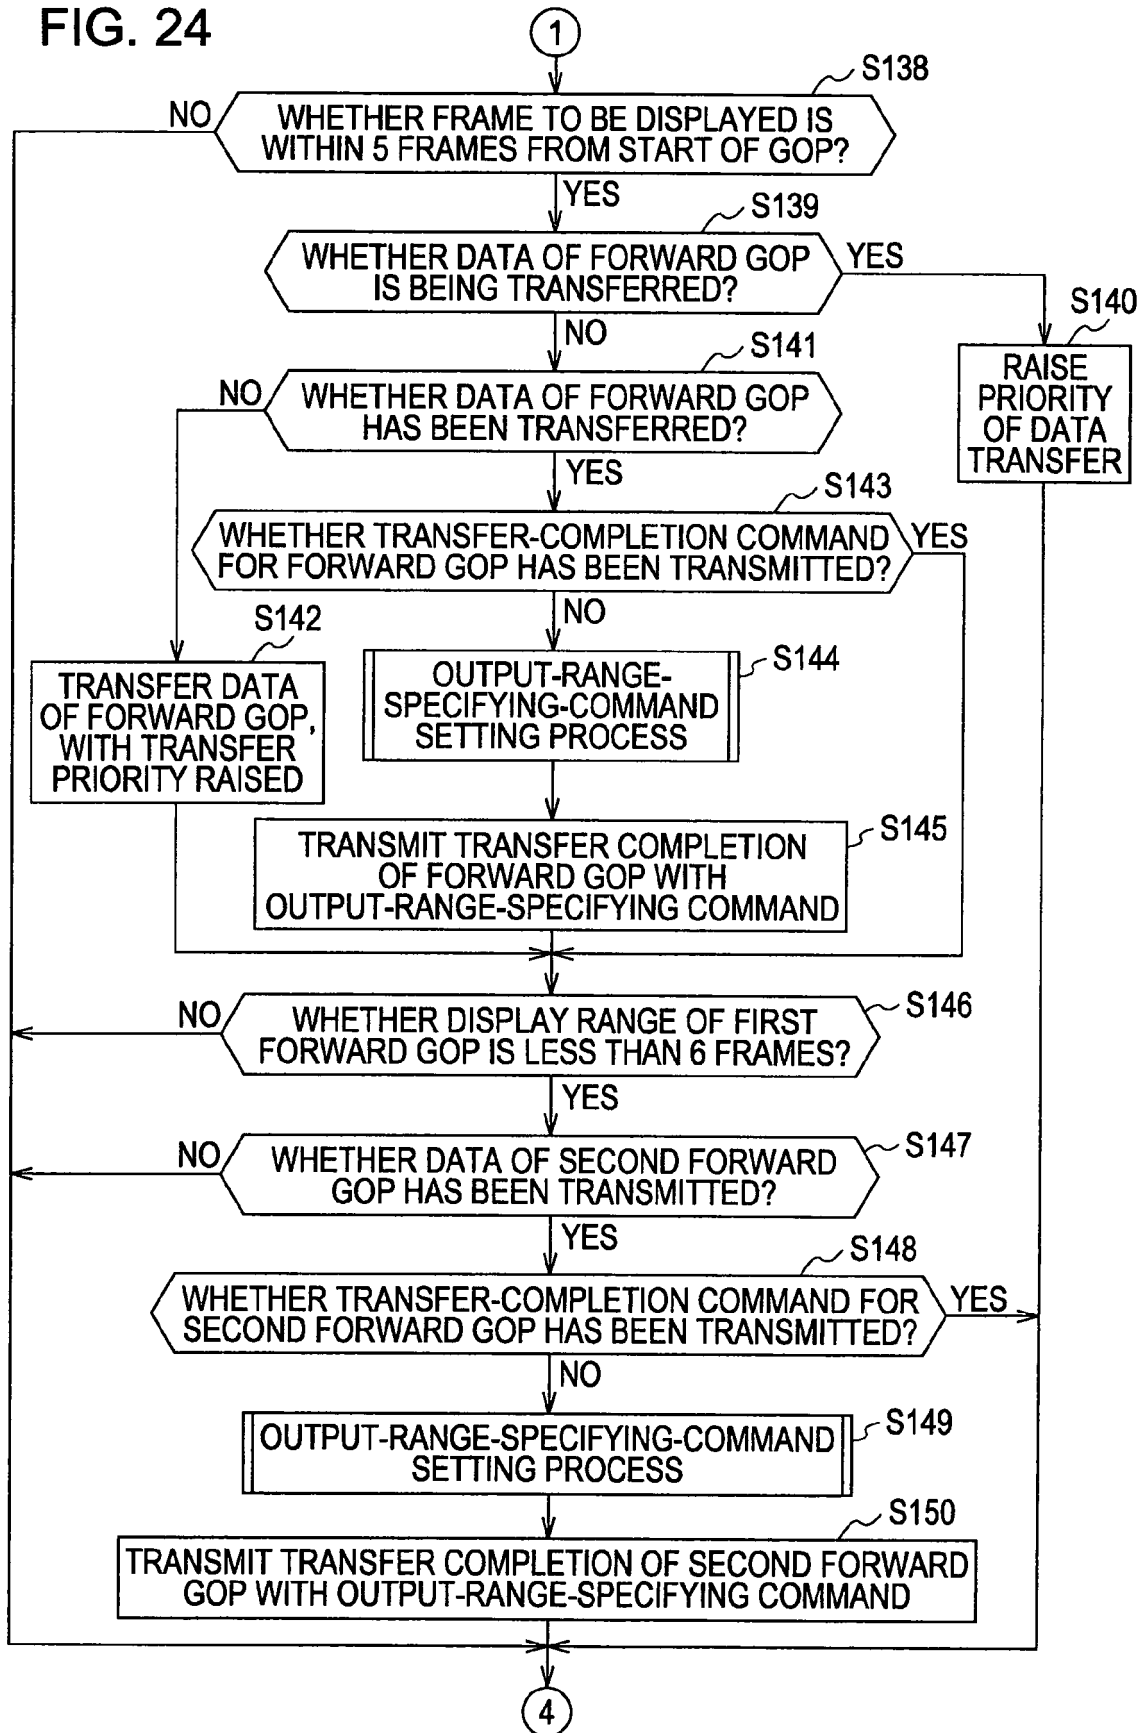 FIG. 24
1
S138
NO
WHETHER FRAME TO BE DISPLAYED IS
WITHIN 5 FRAMES FROM START OF GOP?
YES
S139
WHETHER DATA OF FORWARD GOP
IS BEING TRANSFERRED?
YES
NO
S140
RAISE
PRIORITY
OF DATA
TRANSFER
S141
NO
WHETHER DATA OF FORWARD GOP
HAS BEEN TRANSFERRED?
YES
S143
WHETHER TRANSFER-COMPLETION COMMAND
FOR FORWARD GOP HAS BEEN TRANSMITTED?
YES
NO
S142
TRANSFER DATA
OF FORWARD GOP,
WITH TRANSFER
PRIORITY RAISED
S144
OUTPUT-RANGE-
SPECIFYING-COMMAND
SETTING PROCESS
S145
TRANSMIT TRANSFER COMPLETION
OF FORWARD GOP WITH
OUTPUT-RANGE-SPECIFYING COMMAND
S146
NO
WHETHER DISPLAY RANGE OF FIRST
FORWARD GOP IS LESS THAN 6 FRAMES?
YES
S147
NO
WHETHER DATA OF SECOND FORWARD
GOP HAS BEEN TRANSMITTED?
YES
S148
WHETHER TRANSFER-COMPLETION COMMAND FOR
SECOND FORWARD GOP HAS BEEN TRANSMITTED?
YES
NO
S149
OUTPUT-RANGE-SPECIFYING-COMMAND
SETTING PROCESS
S150
TRANSMIT TRANSFER COMPLETION OF SECOND FORWARD
GOP WITH OUTPUT-RANGE-SPECIFYING COMMAND
4